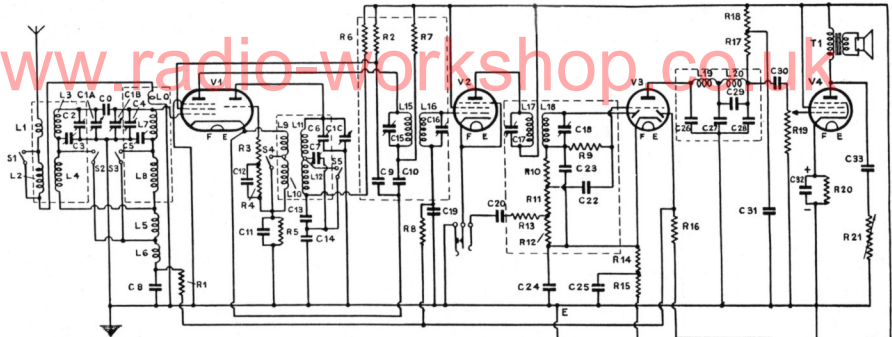 www.radio-workshop.co.uk
R6 R2 R7 R18
R17 T1
V1 V2 V3 V4
L3 C1A C0 C1B L19 L20 C30
C2 C4 C29
L1 L9 L11 C6 C1C L15 L16 L17 L18
C15 C16 C17 C18
C26 C27 C28 R19
F E F E F E
S1 C3 C5 R3 S4 C7 S5 R9 C33
L2 L4 S2 S3 L8 C12 L12 C9 C10 R10 C23
R4 L10 R11 C22 C32 + R20
L5 C11 R5 C13 R8 C19 C20 R13 C31
L6 C14 R12 R16 − R21
C8 R1 C24 C25 R14
R15
E